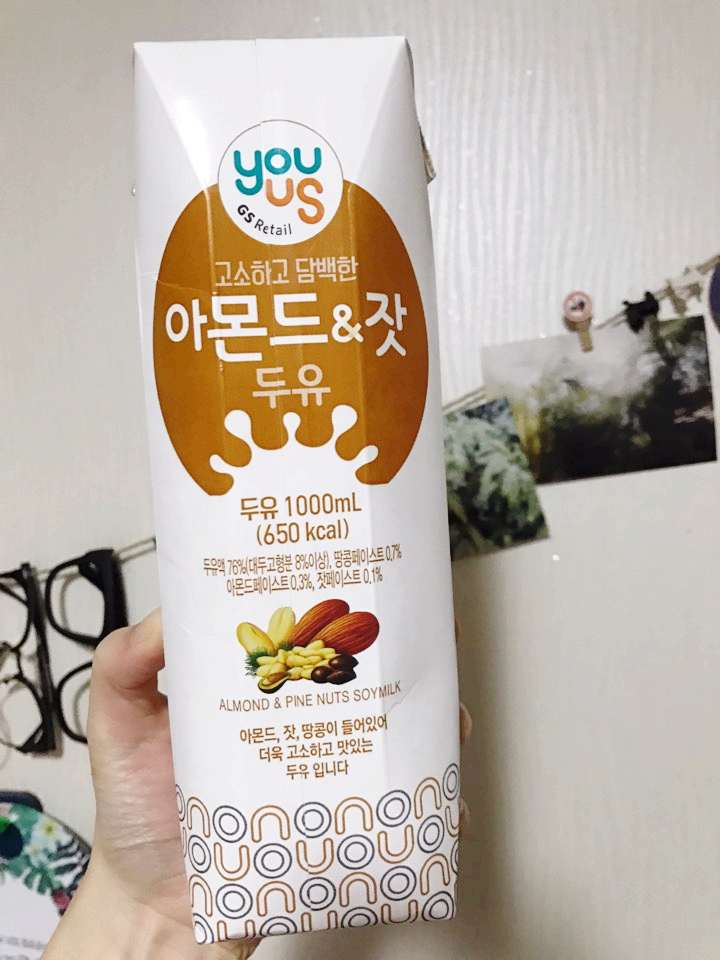 you
us
GS Retail
고소하고 담백한
아몬드&잣
두유
두유 1000mL
(650 kcal)
두유액 76%(대두고형분 8%이상), 땅콩페이스트 0.7%
아몬드페이스트 0.3%, 잣페이스트 0.1%
ALMOND & PINE NUTS SOYMILK
아몬드, 잣, 땅콩이 들어있어
더욱 고소하고 맛있는
두유 입니다